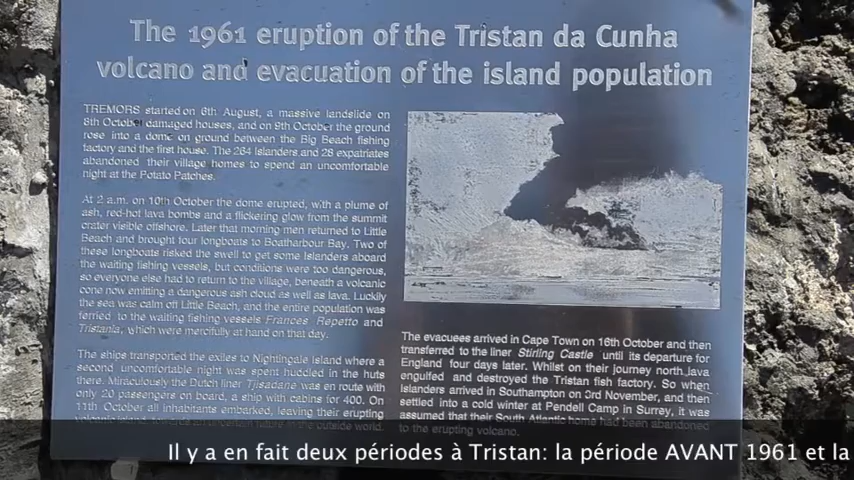 The 1961 eruption of the Tristan da Cunha
volcano and evacuation of the island population
TREMORS started on 6th August, a massive landslide on
8th October damaged houses, and on 9th October the ground
rose into a dome on ground between the Big Beach fishing
factory and the first house. The 264 Islanders and 28 expatriates
abandoned their village homes to spend an uncomfortable
night at the Potato Patches.
At 2 a.m. on 10th October the dome erupted, with a plume of
ash, red-hot lava bombs and a flickering glow from the summit
crater visible offshore. Later that morning men returned to Little
Beach and brought four longboats to Boatharbour Bay. Two of
these longboats risked the swell to get some Islanders aboard
the waiting fishing vessels, but conditions were too dangerous,
so everyone else had to return to the village, beneath a volcanic
cone now emitting a dangerous ash cloud as well as lava. Luckily
the sea was calm off Little Beach, and the entire population was
ferried to the waiting fishing vessels Frances Repetto and
Tristania, which were mercifully at hand on that day.
The ships transported the exiles to Nightingale Island where a
second uncomfortable night was spent huddled in the huts
there. Miraculously the Dutch liner Tjisadane was en route with
only 20 passengers on board, a ship with cabins for 400. On
11th October all inhabitants embarked, leaving their erupting
volcanic island towards an uncertain future in the outside world.
The evacuees arrived in Cape Town on 16th October and then
transferred to the liner Stirling Castle until its departure for
England four days later. Whilst on their journey north lava
engulfed and destroyed the Tristan fish factory. So when
Islanders arrived in Southampton on 3rd November, and then
settled into a cold winter at Pendell Camp in Surrey, it was
assumed that their South Atlantic home had been abandoned
to the erupting volcano.
Il y a en fait deux périodes à Tristan: la période AVANT 1961 et la